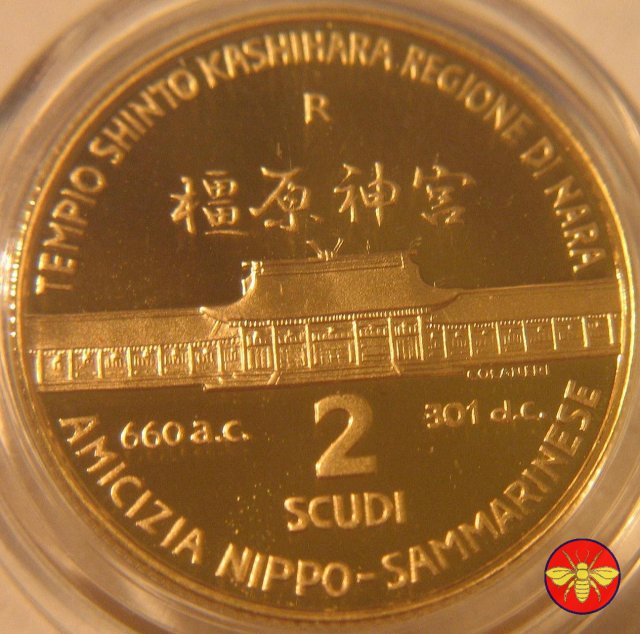 TEMPIO SHINTO KASHIHARA REGIONE DI NARA
R
橿原神宮
COLANERI
660 a.c.
301 d.c.
2
SCUDI
AMICIZIA NIPPO-SAMMARINESE